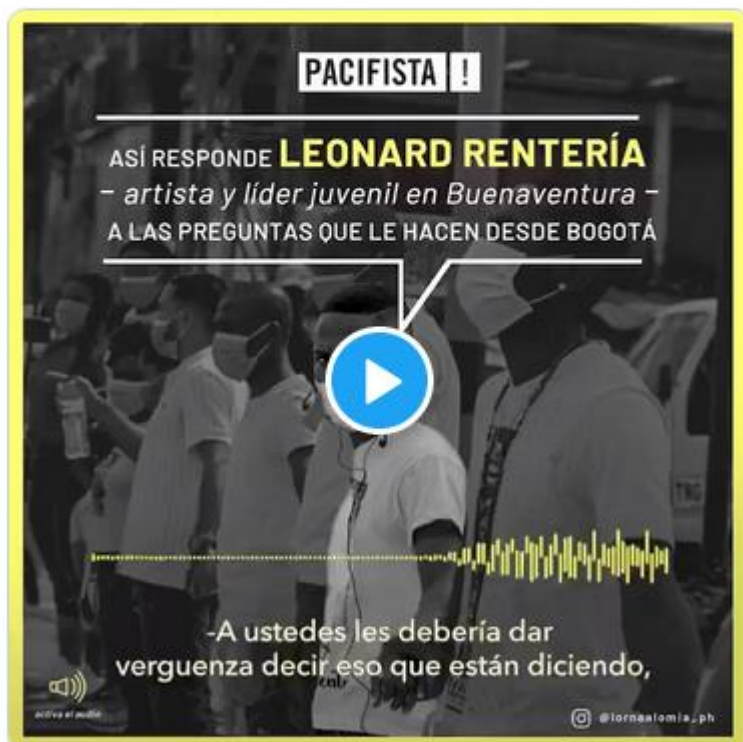 PACIFISTA !
ASÍ RESPONDE LEONARD RENTERÍA
– artista y líder juvenil en Buenaventura –
A LAS PREGUNTAS QUE LE HACEN DESDE BOGOTÁ
-A ustedes les debería dar
verguenza decir eso que están diciendo,
activa el audio
@lornaalomia_ph